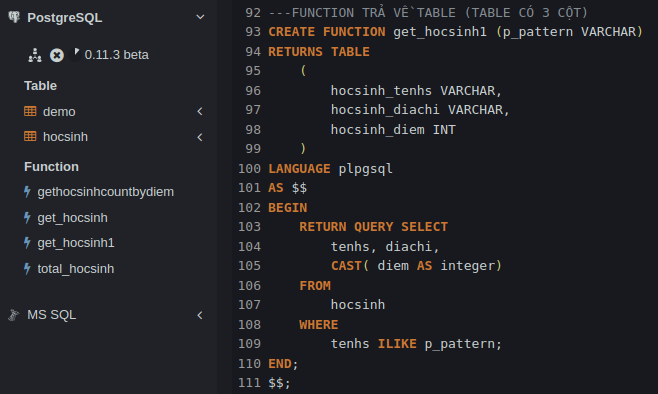 PostgreSQL
0.11.3 beta
Table
demo
hocsinh
Function
gethocsinhcountbydiem
get_hocsinh
get_hocsinh1
total_hocsinh
MS SQL
92 ---FUNCTION TRẢ VỀ TABLE (TABLE CÓ 3 CỘT)
93 CREATE FUNCTION get_hocsinh1 (p_pattern VARCHAR)
94 RETURNS TABLE
95     (
96         hocsinh_tenhs VARCHAR,
97         hocsinh_diachi VARCHAR,
98         hocsinh_diem INT
99     )
100 LANGUAGE plpgsql
101 AS $$
102 BEGIN
103     RETURN QUERY SELECT
104         tenhs, diachi,
105         CAST( diem AS integer)
106     FROM
107         hocsinh
108     WHERE
109         tenhs ILIKE p_pattern;
110 END;
111 $$;